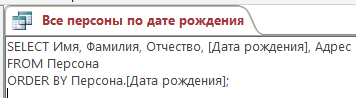 Все персоны по дате рождения
SELECT Имя, Фамилия, Отчество, [Дата рождения], Адрес
FROM Персона
ORDER BY Персона.[Дата рождения];